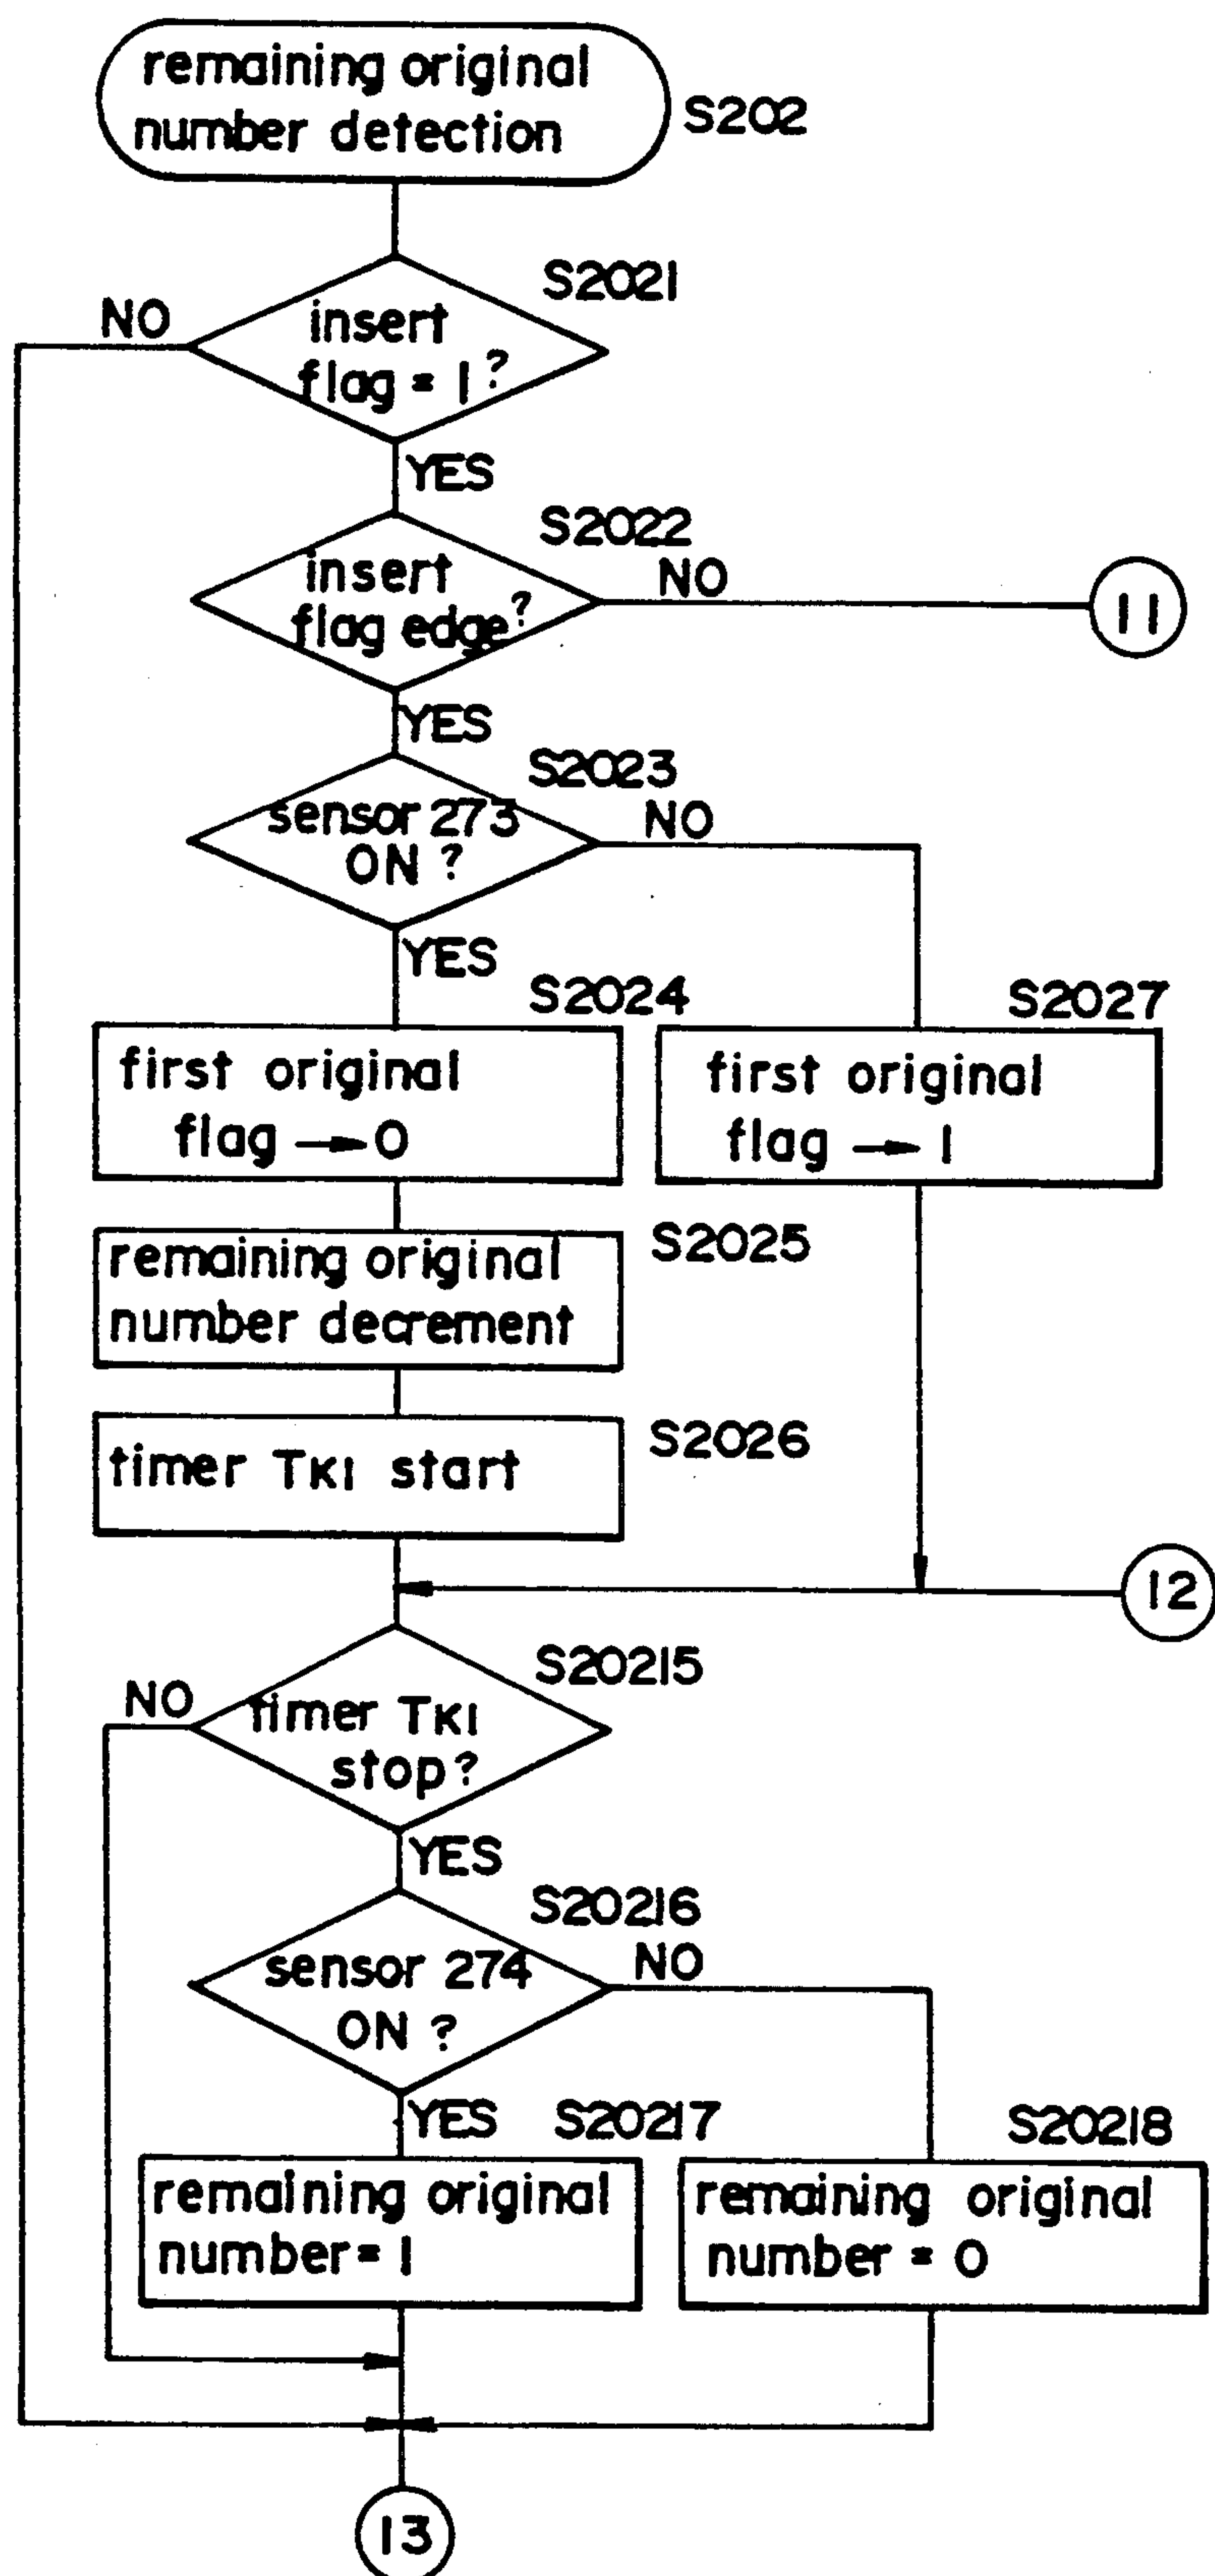 remaining original
number detection
S202
S2021
NO
insert
flag = 1?
YES
S2022
insert
flag edge?
NO
11
YES
S2023
sensor 273
ON ?
NO
YES
S2024
first original
flag → 0
S2027
first original
flag → 1
S2025
remaining original
number decrement
S2026
timer TK1 start
12
S20215
NO
timer TK1
stop?
YES
S20216
sensor 274
ON ?
NO
YES
S20217
remaining original
number = 1
S20218
remaining original
number = 0
13